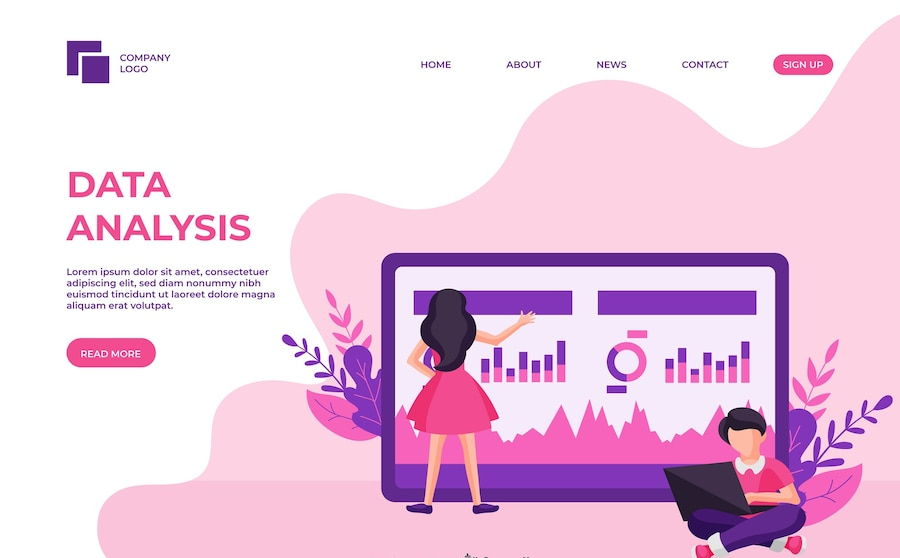 COMPANY
LOGO
HOME
ABOUT
NEWS
CONTACT
SIGN UP
DATA
ANALYSIS
Lorem ipsum dolor sit amet, consectetuer
adipiscing elit, sed diam nonummy nibh
euismod tincidunt ut laoreet dolore magna
aliquam erat volutpat.
READ MORE